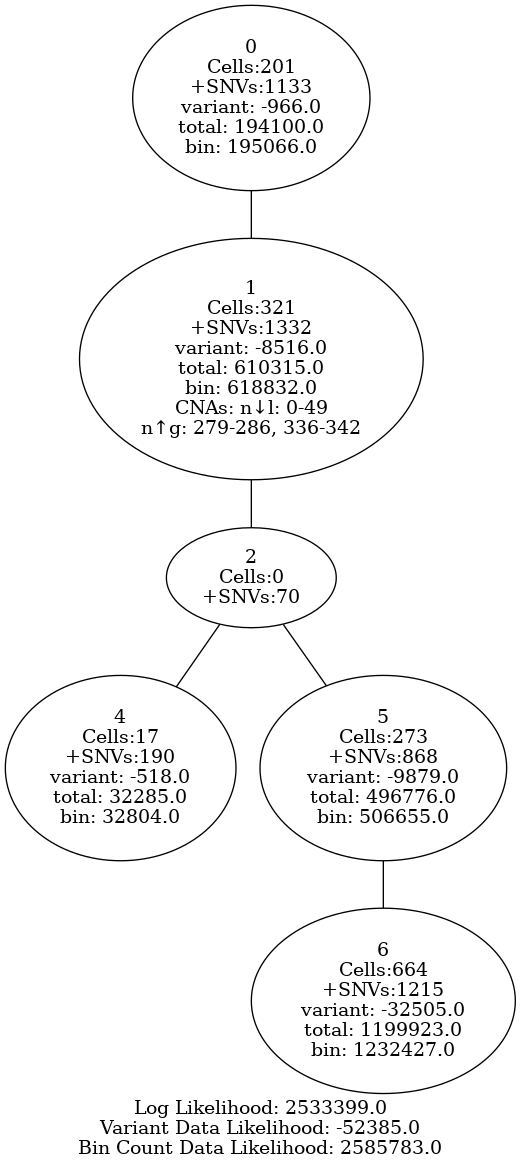 0
Cells:201
+SNVs:1133
variant: -966.0
total: 194100.0
bin: 195066.0
1
Cells:321
+SNVs:1332
variant: -8516.0
total: 610315.0
bin: 618832.0
CNAs: n↓l: 0-49
n↑g: 279-286, 336-342
2
Cells:0
+SNVs:70
4
Cells:17
+SNVs:190
variant: -518.0
total: 32285.0
bin: 32804.0
5
Cells:273
+SNVs:868
variant: -9879.0
total: 496776.0
bin: 506655.0
6
Cells:664
+SNVs:1215
variant: -32505.0
total: 1199923.0
bin: 1232427.0
Log Likelihood: 2533399.0
Variant Data Likelihood: -52385.0
Bin Count Data Likelihood: 2585783.0